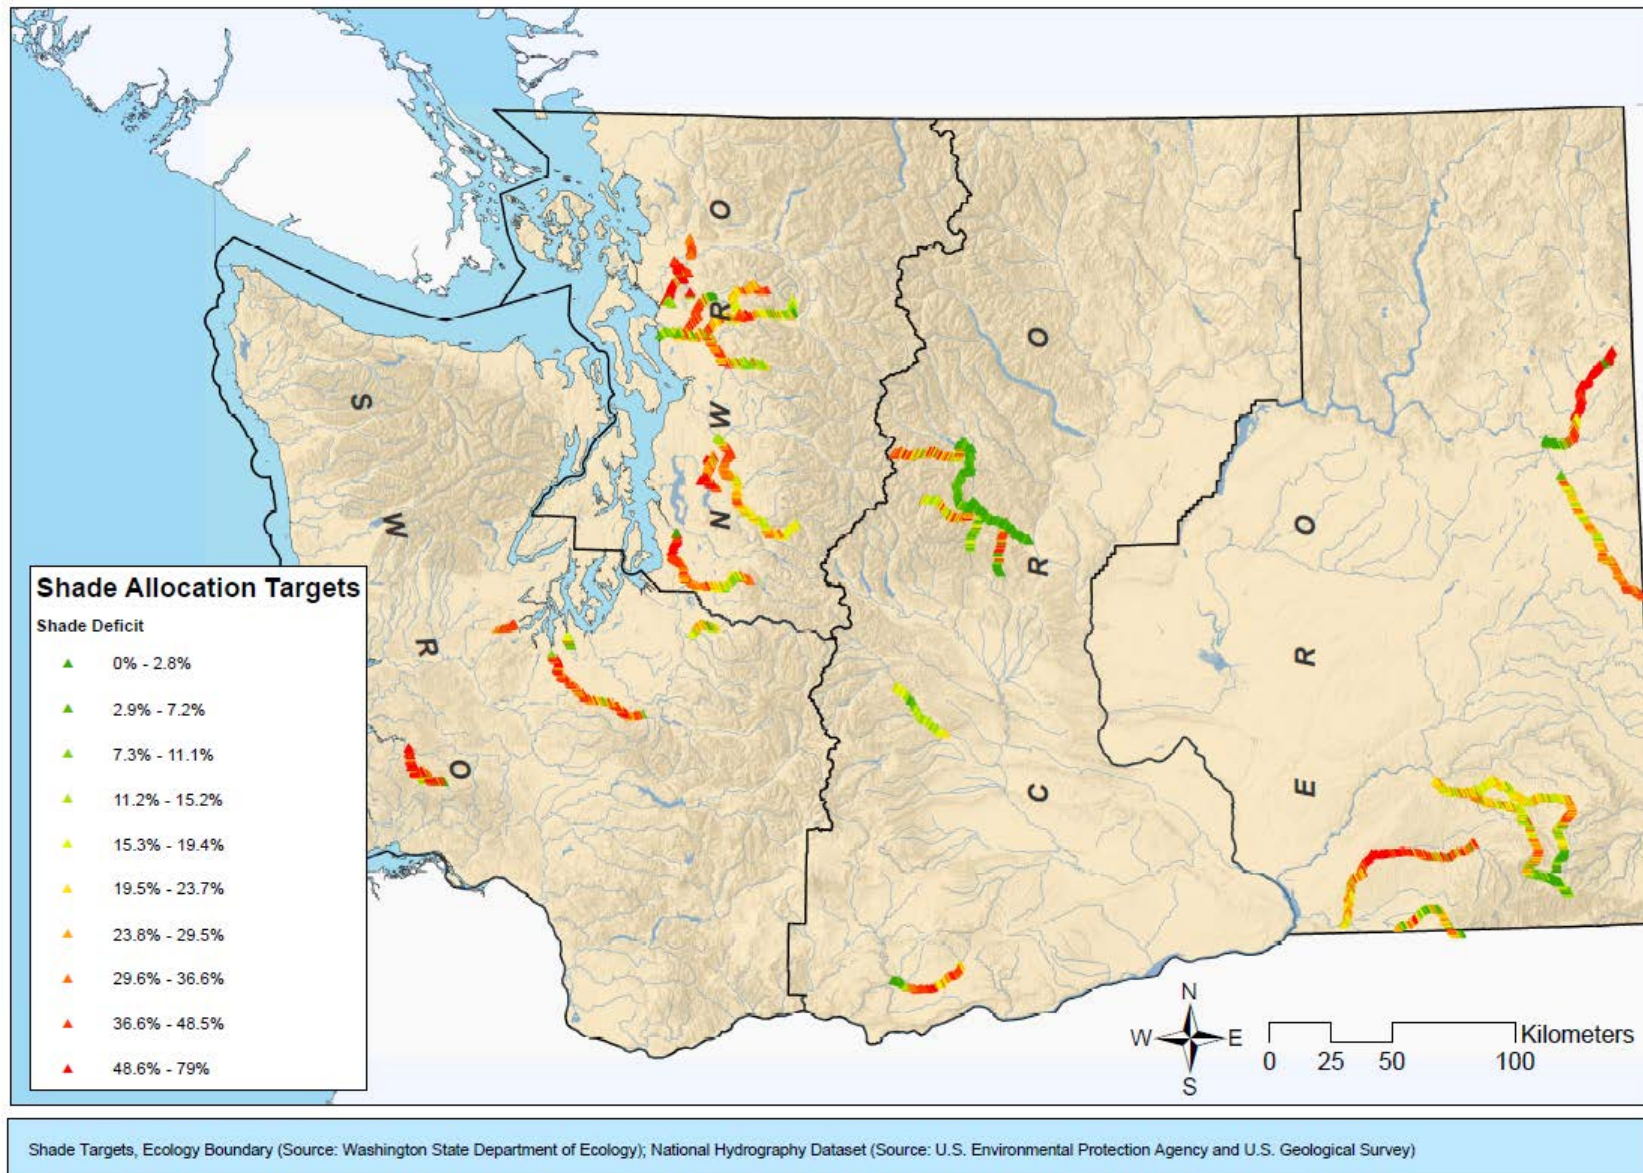 O
R
W
N
S
W
R
O
O
R
C
O
R
E
Shade Allocation Targets
Shade Deficit
0% - 2.8%
2.9% - 7.2%
7.3% - 11.1%
11.2% - 15.2%
15.3% - 19.4%
19.5% - 23.7%
23.8% - 29.5%
29.6% - 36.6%
36.6% - 48.5%
48.6% - 79%
N
W E
S
Kilometers
0 25 50 100
Shade Targets, Ecology Boundary (Source: Washington State Department of Ecology); National Hydrography Dataset (Source: U.S. Environmental Protection Agency and U.S. Geological Survey)